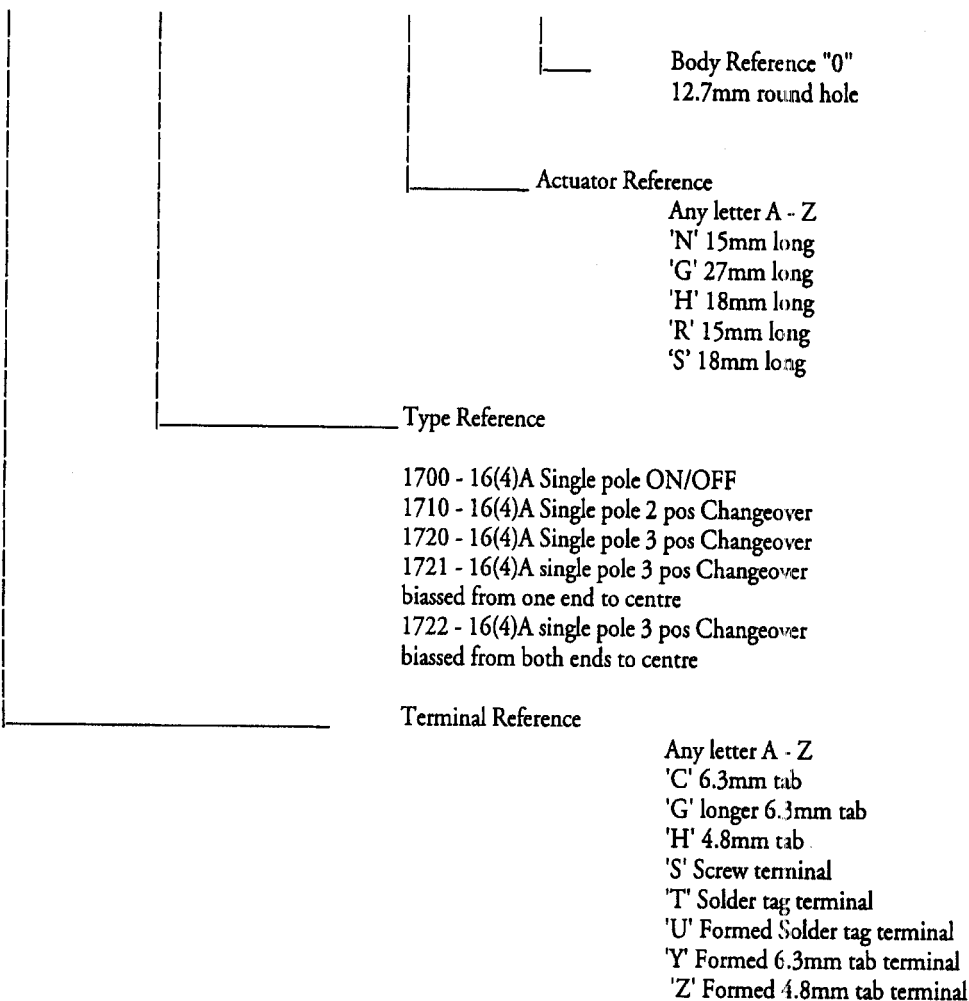 Body Reference "0"
12.7mm round hole
Actuator Reference
Any letter A - Z
'N' 15mm long
'G' 27mm long
'H' 18mm long
'R' 15mm long
'S' 18mm long
Type Reference
1700 - 16(4)A Single pole ON/OFF
1710 - 16(4)A Single pole 2 pos Changeover
1720 - 16(4)A Single pole 3 pos Changeover
1721 - 16(4)A single pole 3 pos Changeover
biassed from one end to centre
1722 - 16(4)A single pole 3 pos Changeover
biassed from both ends to centre
Terminal Reference
Any letter A - Z
'C' 6.3mm tab
'G' longer 6.3mm tab
'H' 4.8mm tab
'S' Screw terminal
'T' Solder tag terminal
'U' Formed Solder tag terminal
'Y' Formed 6.3mm tab terminal
'Z' Formed 4.8mm tab terminal